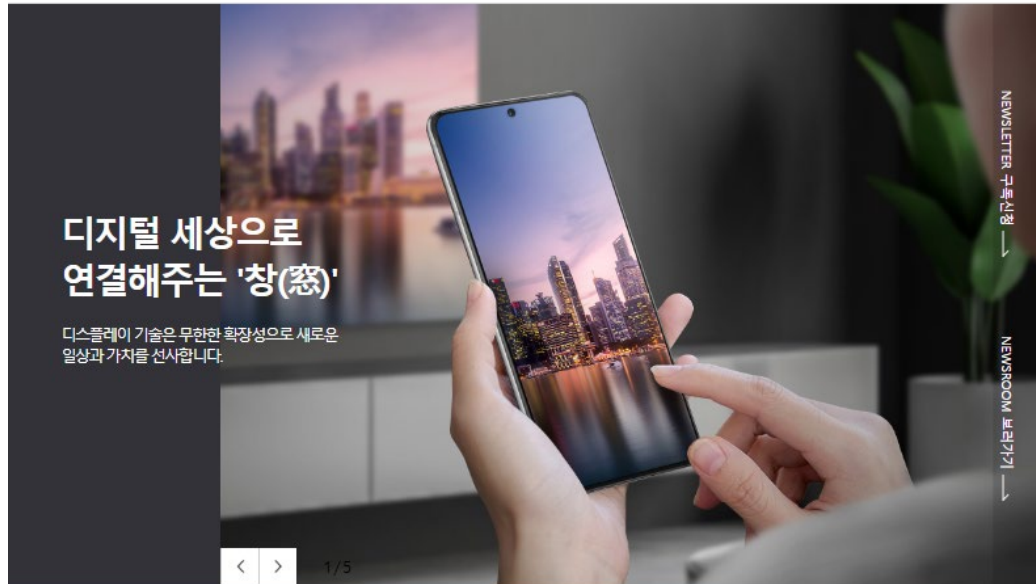 디지털 세상으로
연결해주는 '창(窓)'
디스플레이 기술은 무한한 확장성으로 새로운
일상과 가치를 선사합니다.
NEWSLETTER 구독신청
NEWSROOM 보러가기
1/5